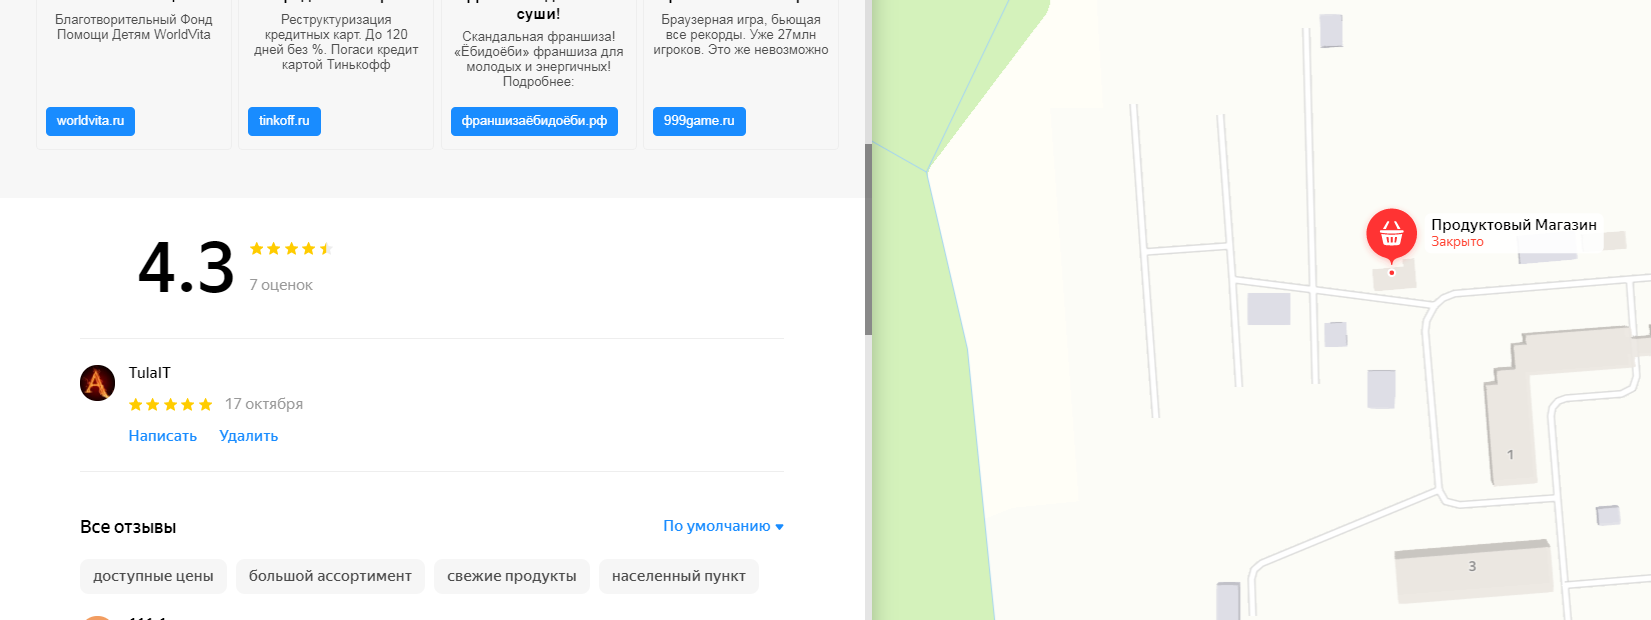 суши!
Благотворительный Фонд
Помощи Детям WorldVita
Реструктуризация
кредитных карт. До 120
дней без %. Погаси кредит
картой Тинькофф
Скандальная франшиза!
«Ёбидоёби» франшиза для
молодых и энергичных!
Подробнее:
Браузерная игра, бьющая
все рекорды. Уже 27млн
игроков. Это же невозможно
worldvita.ru
tinkoff.ru
франшизаёбидоёби.рф
999game.ru
4.3
7 оценок
TulaIT
17 октября
Написать Удалить
Все отзывы
По умолчанию
доступные цены
большой ассортимент
свежие продукты
населенный пункт
Продуктовый Магазин
Закрыто
1
3